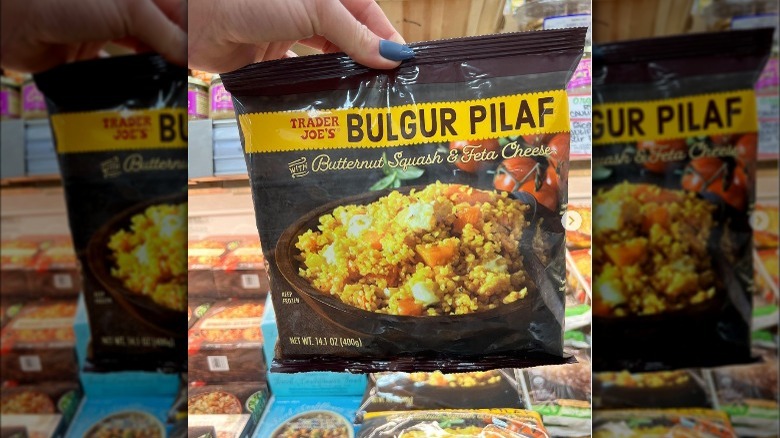 TRADER
JOE'S
BULGUR PILAF
WITH Butternut Squash & Feta Cheese
KEEP
FROZEN
NET WT. 14.1 OZ (400g)